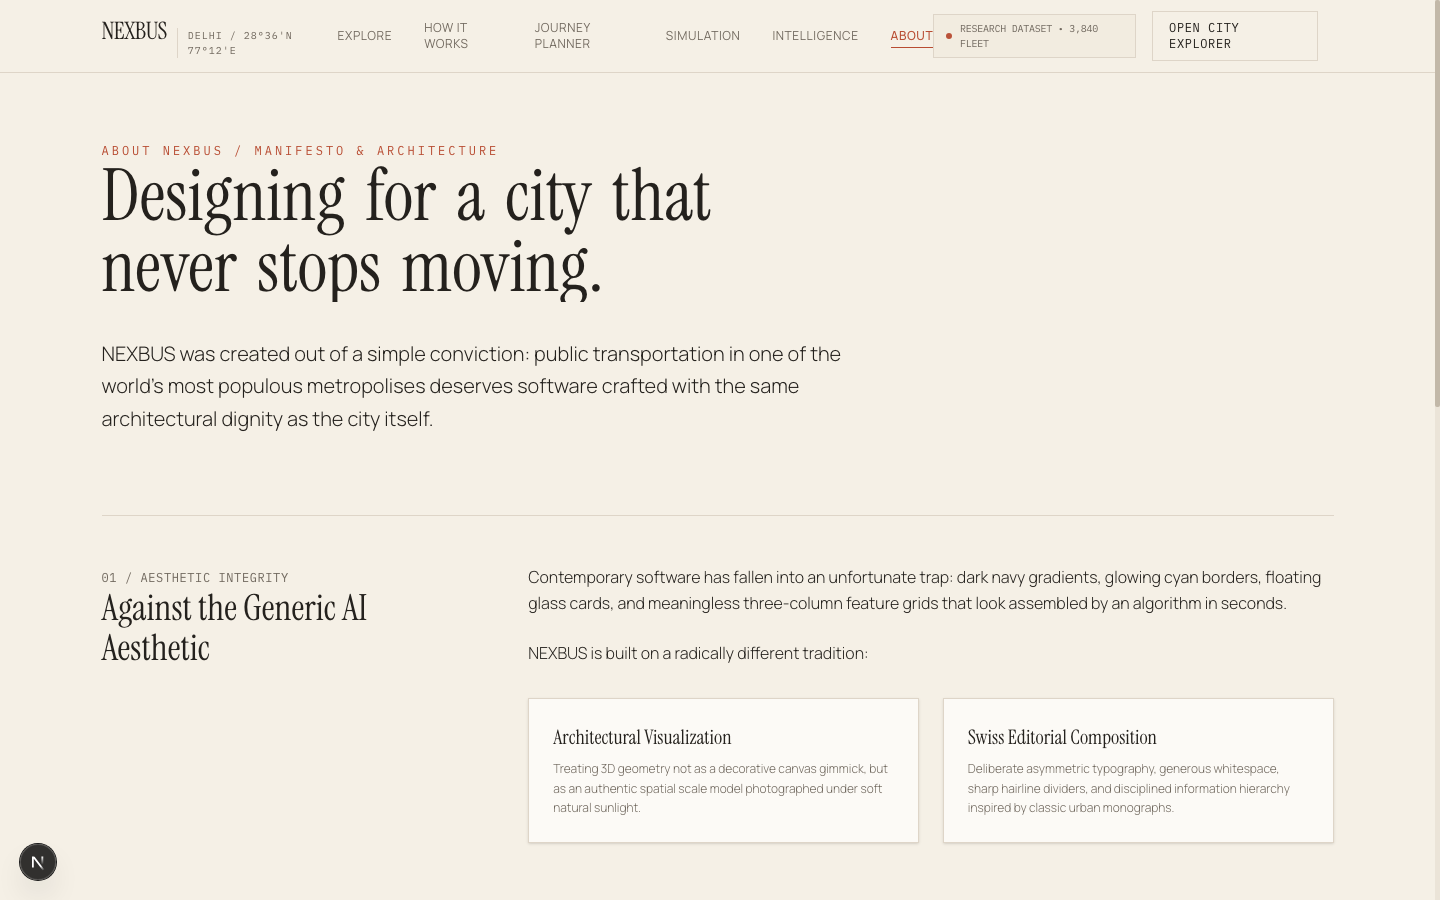 NEXBUS
DELHI / 28°36'N
77°12'E
EXPLORE
HOW IT
WORKS
JOURNEY
PLANNER
SIMULATION
INTELLIGENCE
ABOUT
RESEARCH DATASET • 3,840
FLEET
OPEN CITY
EXPLORER
ABOUT NEXBUS / MANIFESTO & ARCHITECTURE
Designing for a city that
never stops moving.
NEXBUS was created out of a simple conviction: public transportation in one of the
world's most populous metropolises deserves software crafted with the same
architectural dignity as the city itself.
01 / AESTHETIC INTEGRITY
Against the Generic AI
Aesthetic
Contemporary software has fallen into an unfortunate trap: dark navy gradients, glowing cyan borders, floating
glass cards, and meaningless three-column feature grids that look assembled by an algorithm in seconds.
NEXBUS is built on a radically different tradition:
Architectural Visualization
Treating 3D geometry not as a decorative canvas gimmick, but
as an authentic spatial scale model photographed under soft
natural sunlight.
Swiss Editorial Composition
Deliberate asymmetric typography, generous whitespace,
sharp hairline dividers, and disciplined information hierarchy
inspired by classic urban monographs.
N